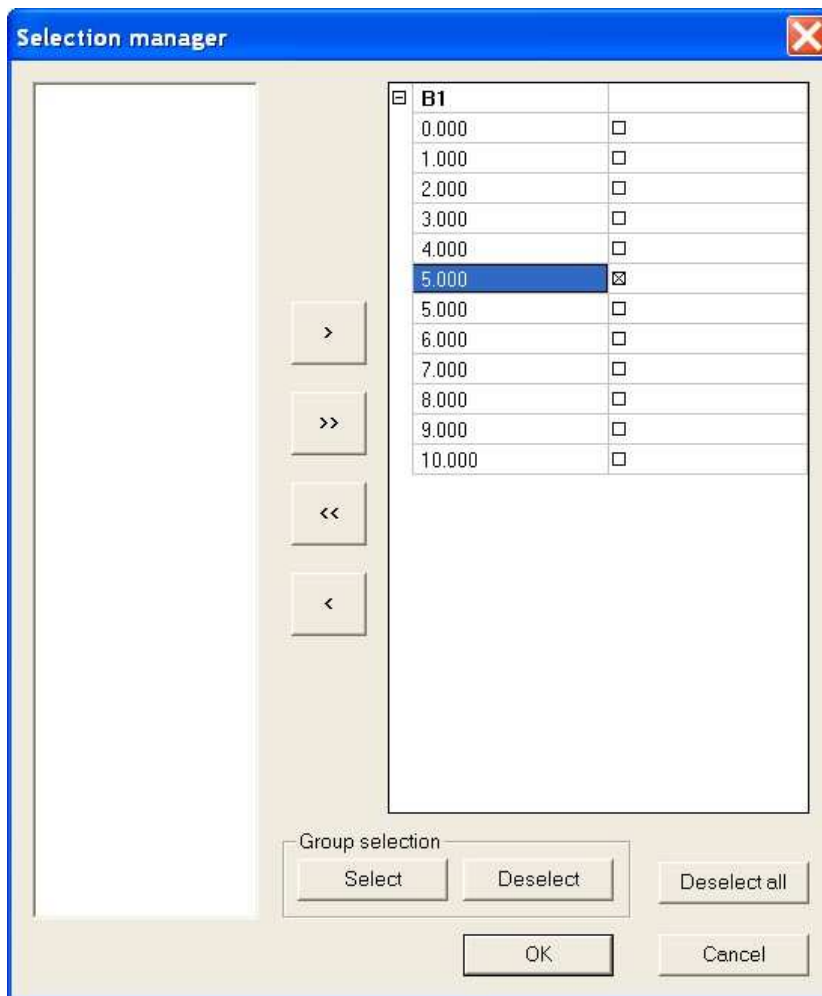 Selection manager
B1
0.000
1.000
2.000
3.000
4.000
5.000
5.000
6.000
7.000
8.000
9.000
10.000
>
>>
<<
<
Group selection
Select Deselect
Deselect all
OK Cancel